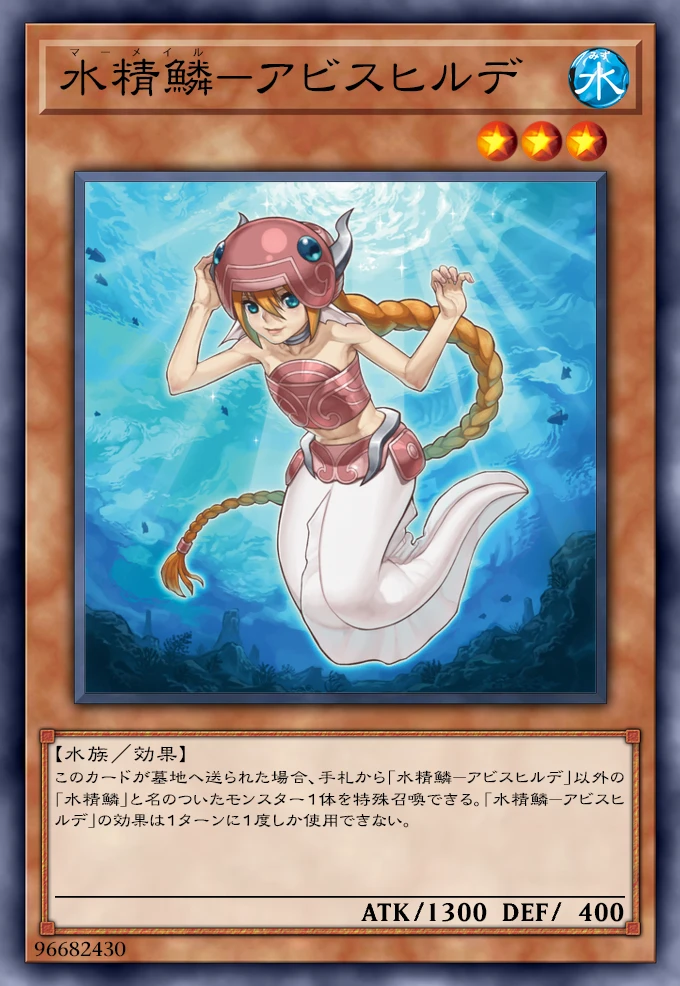 マーメイル
水精鱗－アビスヒルデ
みず
水
【水族／効果】
このカードが墓地へ送られた場合、手札から「水精鱗－アビスヒルデ」以外の
「水精鱗」と名のついたモンスター１体を特殊召喚できる。「水精鱗－アビスヒ
ルデ」の効果は１ターンに１度しか使用できない。
ATK/1300 DEF/ 400
96682430